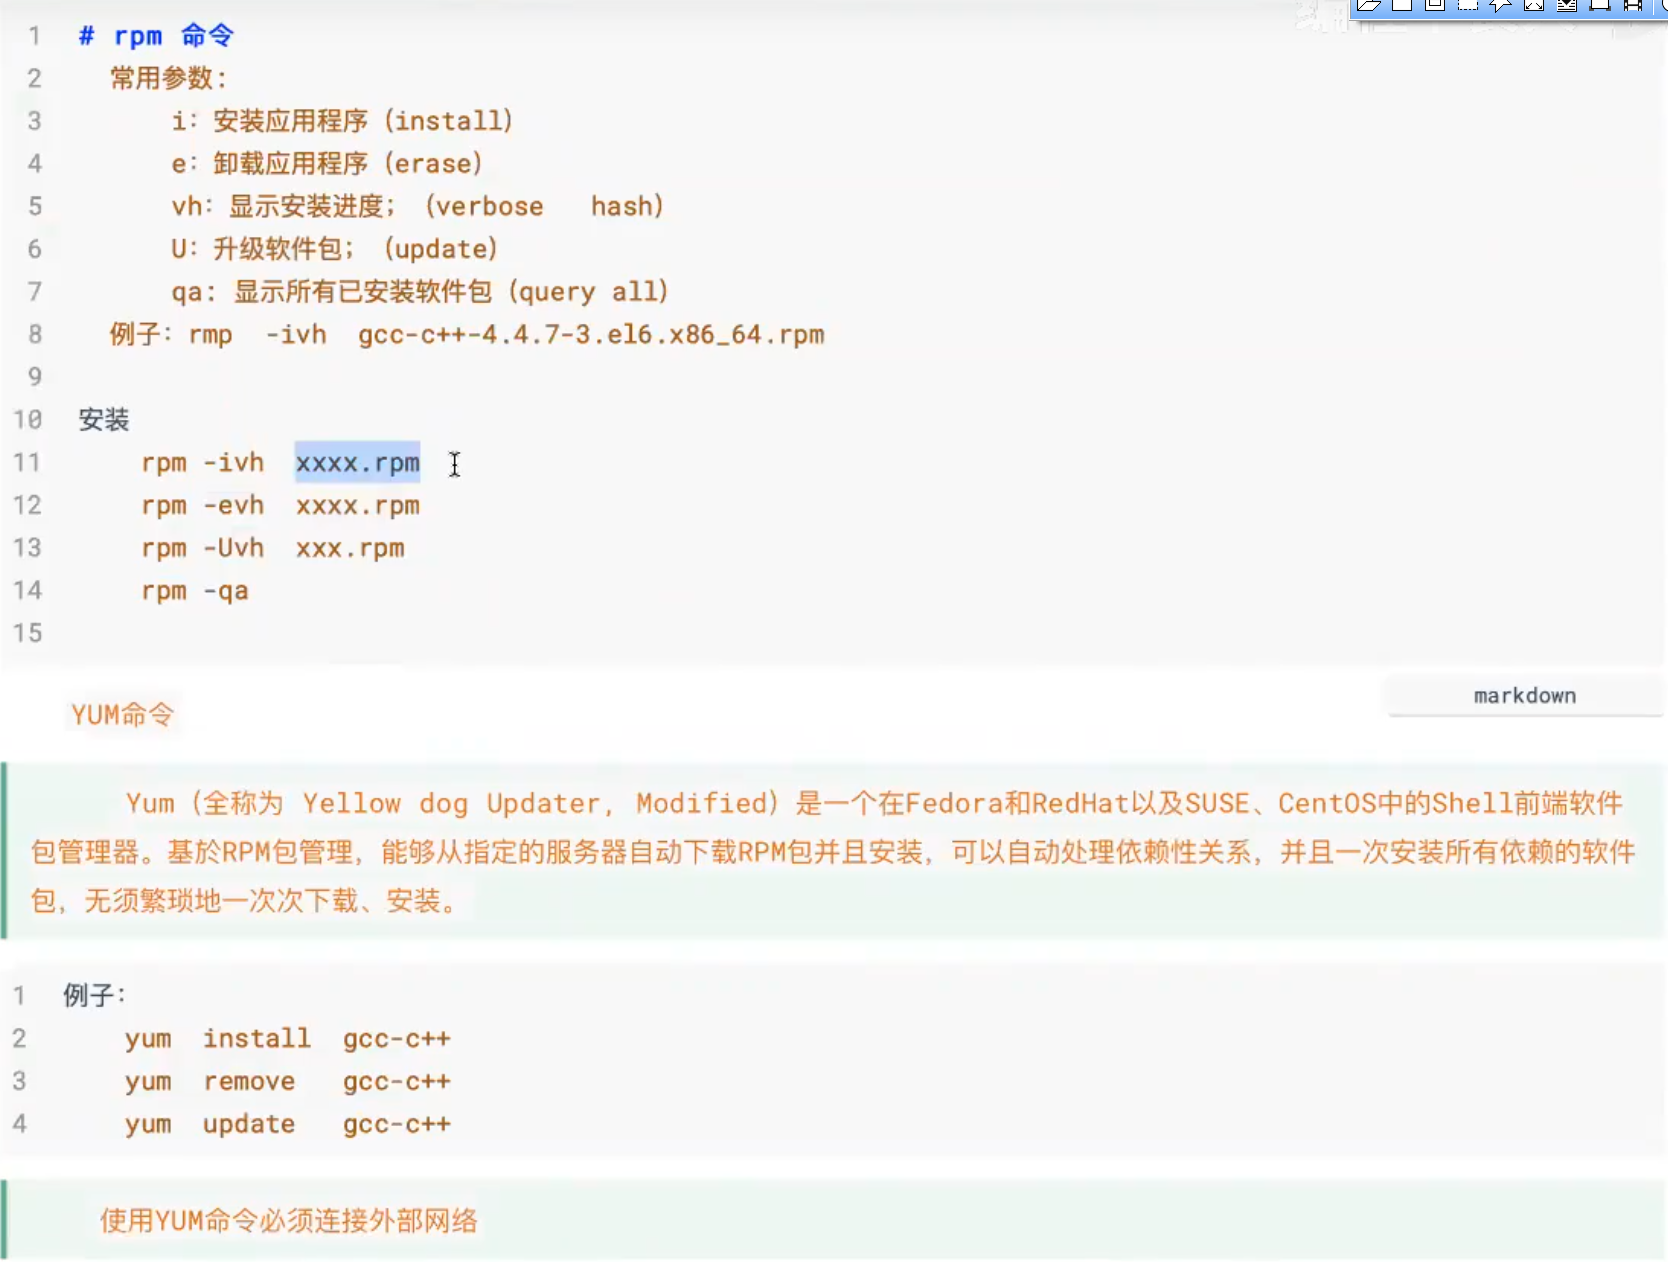 1 # rpm 命令
2 常用参数:
3 i: 安装应用程序 (install)
4 e: 卸载应用程序 (erase)
5 vh: 显示安装进度; (verbose hash)
6 U: 升级软件包; (update)
7 qa: 显示所有已安装软件包 (query all)
8 例子: rmp -ivh gcc-c++-4.4.7-3.el6.x86_64.rpm
9
10 安装
11 rpm -ivh xxxx.rpm
12 rpm -evh xxxx.rpm
13 rpm -Uvh xxx.rpm
14 rpm -qa
15
markdown
YUM命令
Yum（全称为 Yellow dog Updater, Modified）是一个在Fedora和RedHat以及SUSE、CentOS中的Shell前端软件
包管理器。基於RPM包管理，能够从指定的服务器自动下载RPM包并且安装，可以自动处理依赖性关系，并且一次安装所有依赖的软件
包，无须繁琐地一次次下载、安装。
1 例子:
2 yum install gcc-c++
3 yum remove gcc-c++
4 yum update gcc-c++
使用YUM命令必须连接外部网络